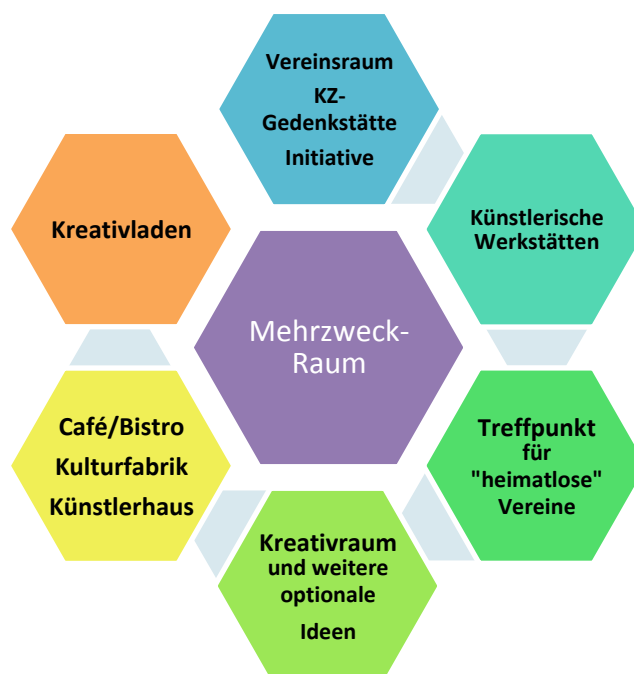 Vereinsraum
KZ-
Gedenkstätte
Initiative
Kreativladen
Künstlerische
Werkstätten
Mehrzweck-
Raum
Café/Bistro
Kulturfabrik
Künstlerhaus
Treffpunkt
für
"heimatlose"
Vereine
Kreativraum
und weitere
optionale
Ideen